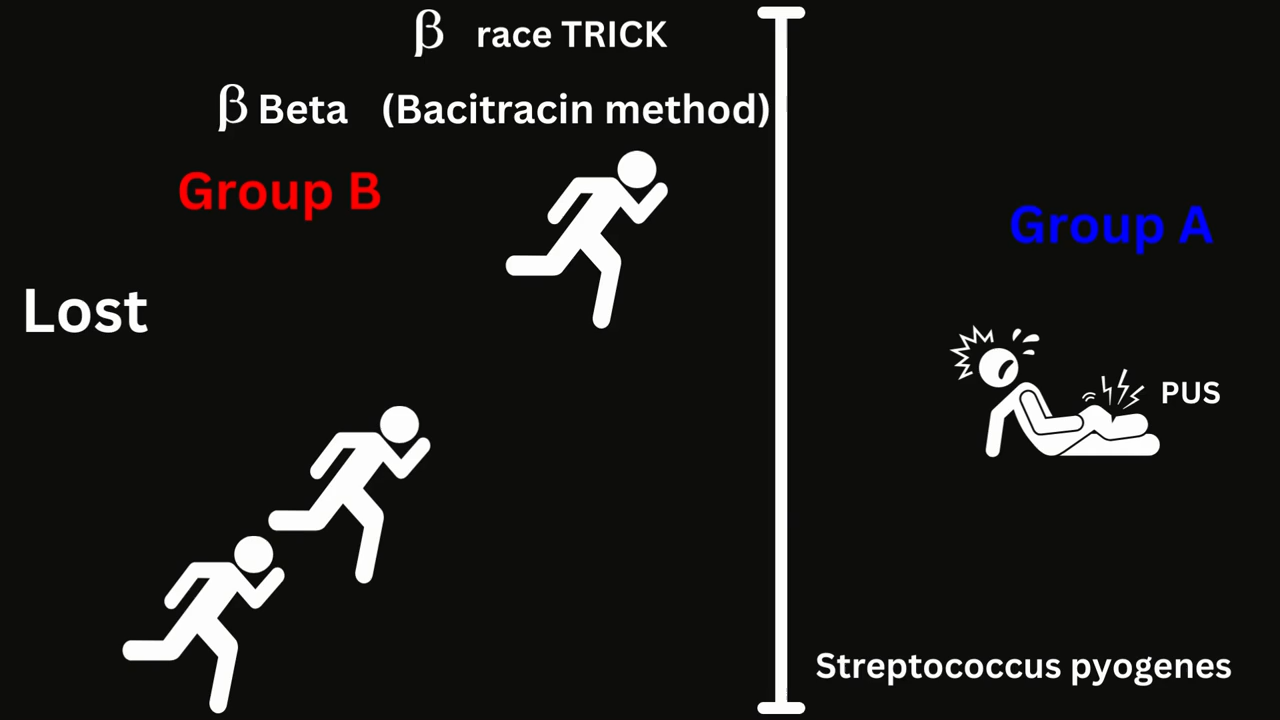 β race TRICK
β Beta (Bacitracin method)
Group B
Group A
Lost
PUS
Streptococcus pyogenes